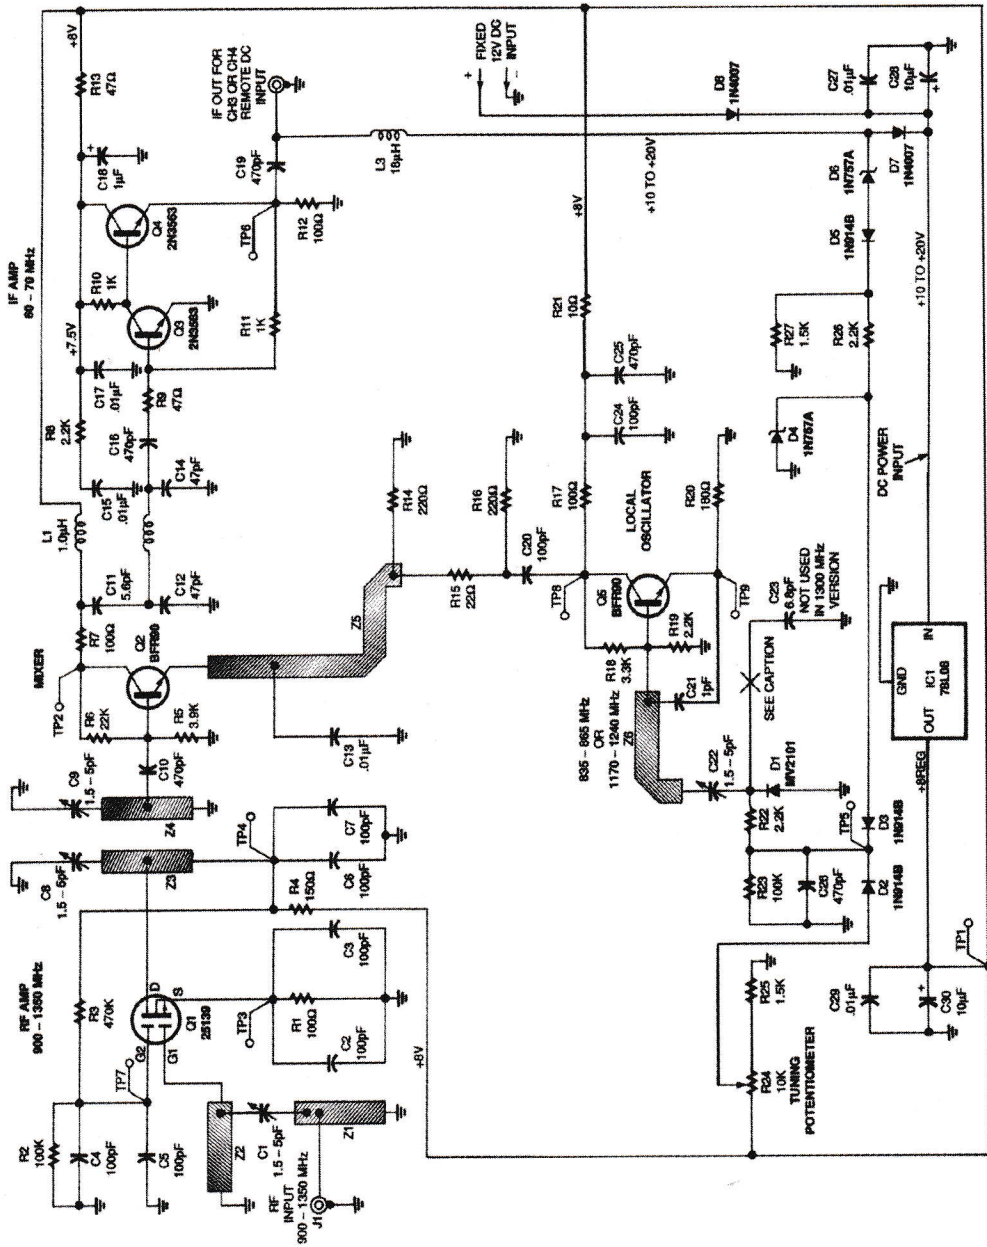 RF AMP
900 – 1350 MHz
MIXER
IF AMP
60 – 70 MHz
R2
100K
C4
100pF
C5
100pF
TP7
G2
G1
D
S
Q1
25139
R3
470K
Z2
C1
1.5 – 5pF
Z1
RF
INPUT
900 – 1350 MHz
J1
TP3
C2
100pF
R1
100Ω
C3
100pF
+8V
R4
150Ω
TP4
C6
100pF
C7
100pF
C8
1.5 – 5pF
Z3
Z4
C9
1.5 – 5pF
C10
470pF
R5
3.9K
R6
22K
TP2
Q2
BFR90
R7
100Ω
C11
5.6pF
C12
47pF
C13
.01µF
L1
1.0µH
C15
.01µF
C14
47pF
R8
2.2K
C16
470pF
C17
.01µF
R9
47Ω
+7.5V
R10
1K
Q3
2N3563
Q4
2N3563
R11
1K
TP6
R12
100Ω
C18
1µF
+
R13
47Ω
+8V
C19
470pF
IF OUT FOR
CH3 OR CH4
REMOTE DC
INPUT
L3
18µH
Z5
R14
220Ω
R15
22Ω
R16
220Ω
C20
100pF
TP8
R17
100Ω
C24
100pF
C25
470pF
R21
10Ω
+8V
+
FIXED
12V DC
INPUT
–
LOCAL
OSCILLATOR
Q5
BFR90
R18
3.3K
R19
2.2K
R20
180Ω
TP9
C21
1pF
835 – 865 MHz
OR
1170 – 1240 MHz
Z6
C22
1.5 – 5pF
SEE CAPTION
C23
6.8pF
NOT USED
IN 1300 MHz
VERSION
D1
MV2101
R22
2.2K
R23
100K
C26
470pF
TP5
D2
1N914B
D3
1N914B
D4
1N757A
R27
1.5K
R26
2.2K
D5
1N914B
D6
1N757A
D7
1N4007
D8
1N4007
+10 TO +20V
C27
.01µF
C28
10µF
+
+10 TO +20V
DC POWER
INPUT
R24
10K
TUNING
POTENTIOMETER
R25
1.5K
C29
.01µF
C30
10µF
+
TP1
+8REG
OUT
GND
IN
IC1
78L08